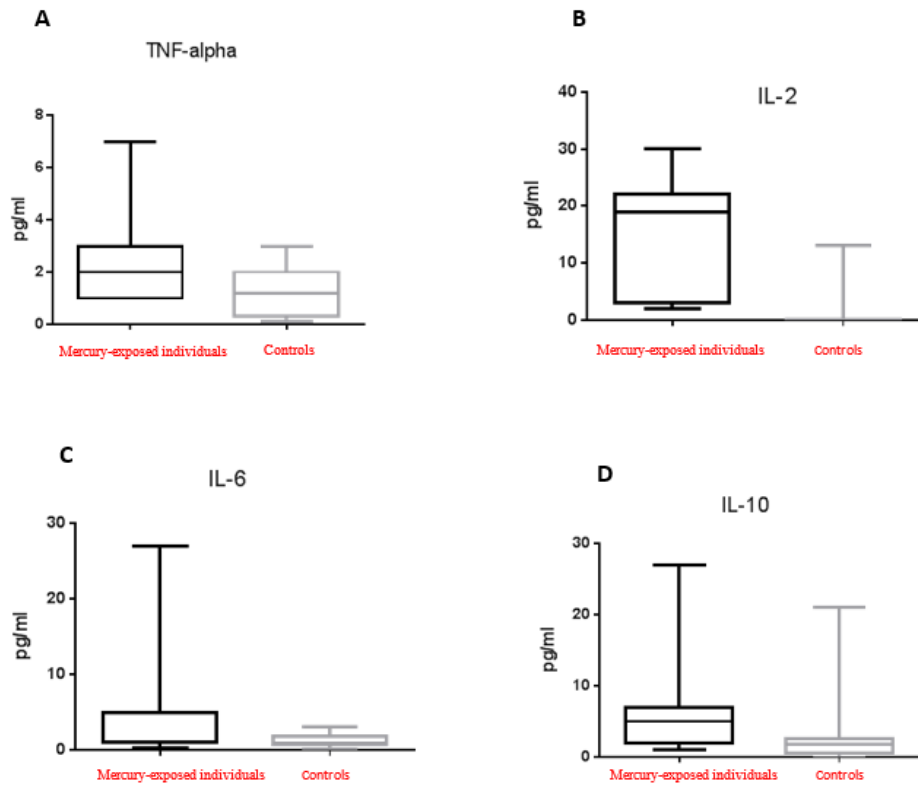 A
TNF-alpha
8
6
4
2
0
pg/ml
Mercury-exposed individuals
Controls
B
IL-2
40
30
20
10
0
pg/ml
Mercury-exposed individuals
Controls
C
IL-6
30
20
10
0
pg/ml
Mercury-exposed individuals
Controls
D
IL-10
30
20
10
0
pg/ml
Mercury-exposed individuals
Controls